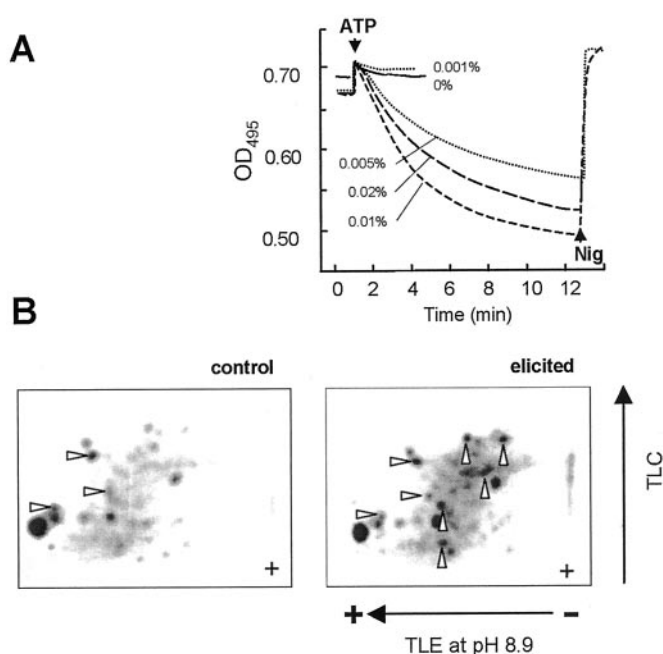 A
ATP
0.70
0.60
0.50
OD495
0.001%
0%
0.005%
0.02%
0.01%
Nig
0 2 4 6 8 10 12
Time (min)
B
control
elicited
+
+
TLC
+ −
TLE at pH 8.9